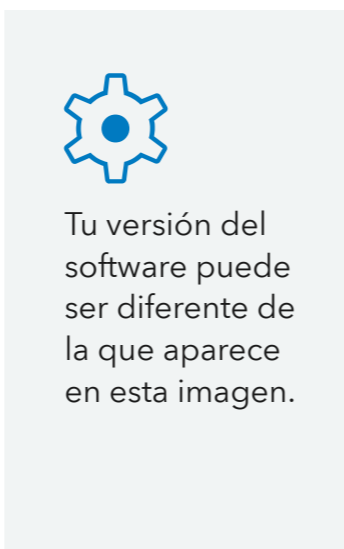 Tu versión del
software puede
ser diferente de
la que aparece
en esta imagen.